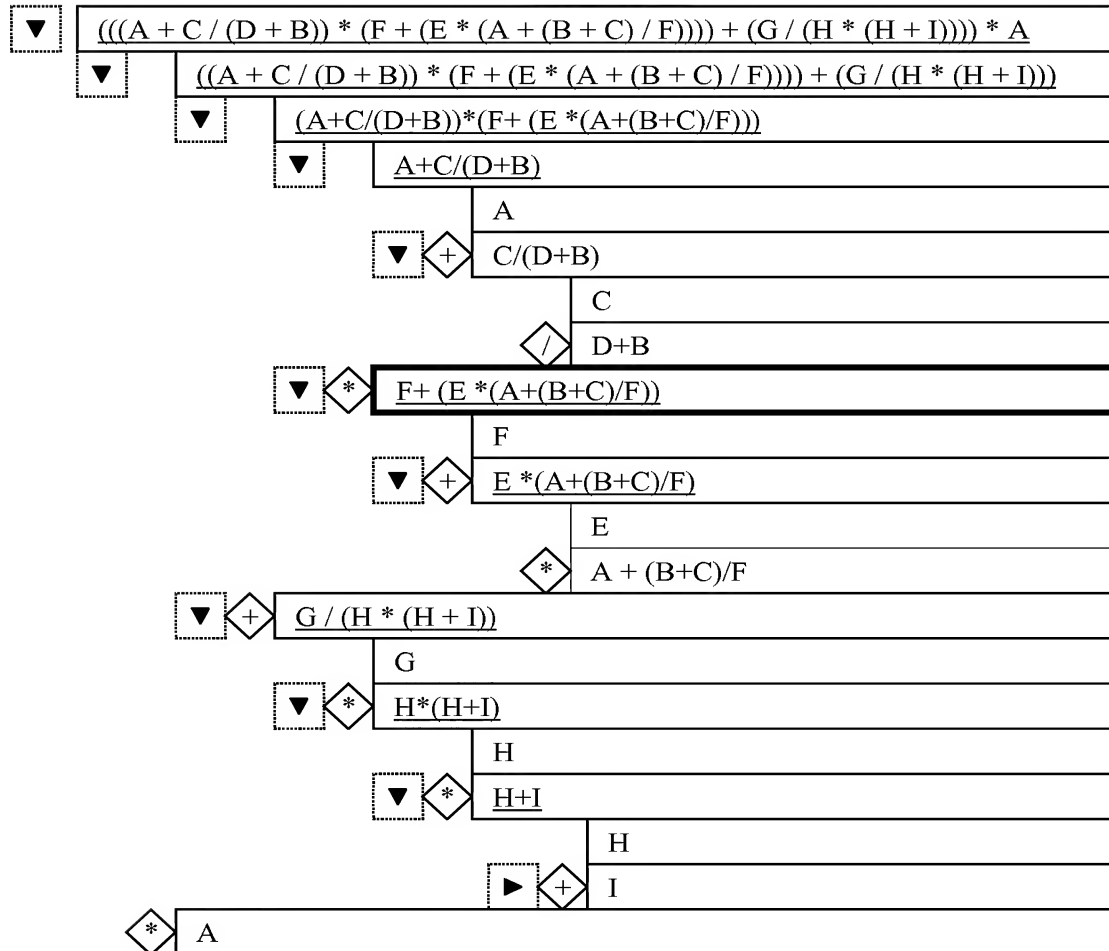 (((A + C / (D + B)) * (F + (E * (A + (B + C) / F)))) + (G / (H * (H + I)))) * A
((A + C / (D + B)) * (F + (E * (A + (B + C) / F)))) + (G / (H * (H + I)))
(A+C/(D+B))*(F+ (E *(A+(B+C)/F)))
A+C/(D+B)
A
+ C/(D+B)
C
/ D+B
* F+ (E *(A+(B+C)/F))
F
+ E *(A+(B+C)/F)
E
* A + (B+C)/F
+ G / (H * (H + I))
G
* H*(H+I)
H
* H+I
H
+ I
* A